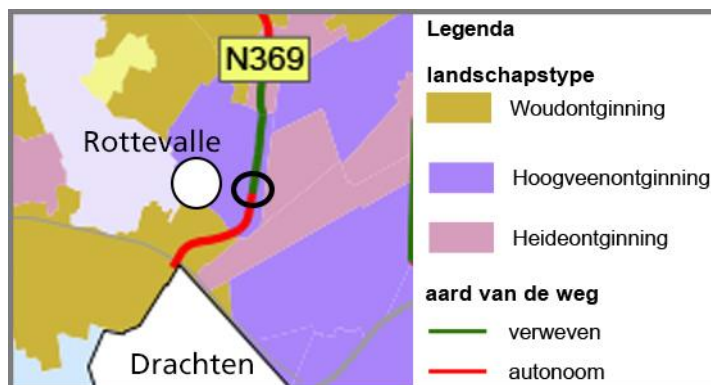 N369
Rottevalle
Drachten
Legenda
landschapstype
Woudontginning
Hoogveenontginning
Heideontginning
aard van de weg
verweven
autonoom